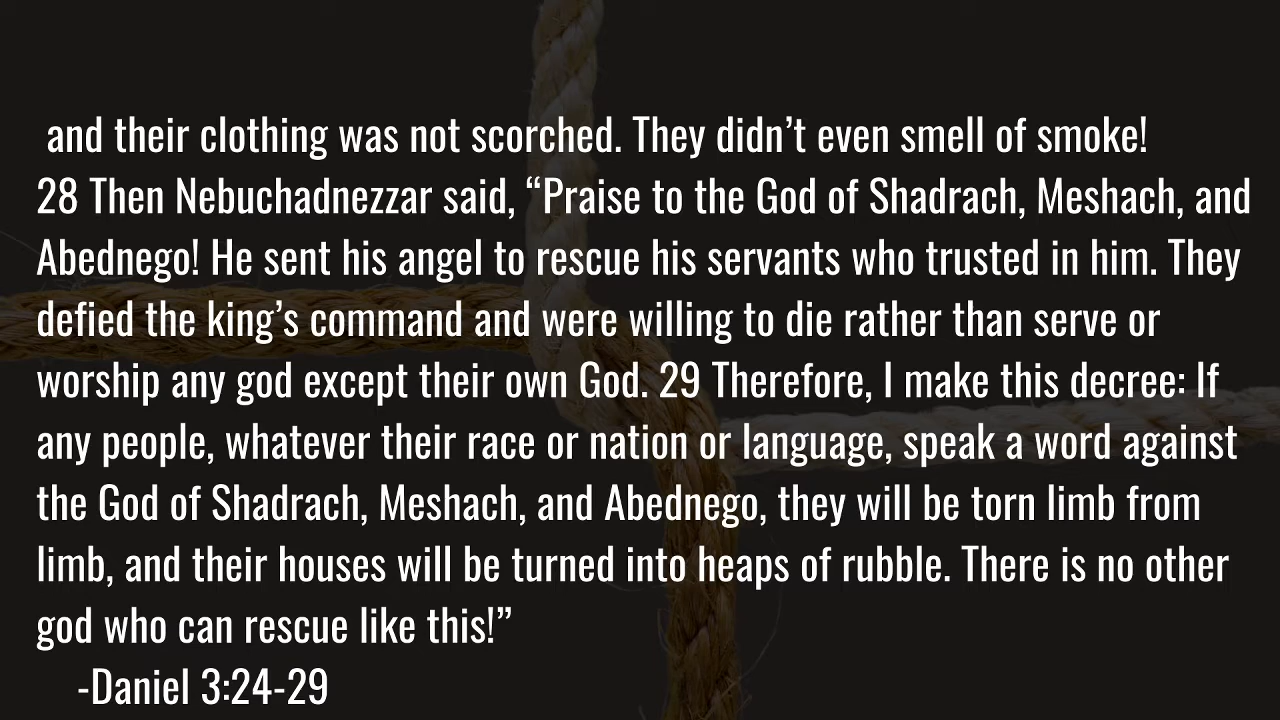 and their clothing was not scorched. They didn’t even smell of smoke!
28 Then Nebuchadnezzar said, “Praise to the God of Shadrach, Meshach, and
Abednego! He sent his angel to rescue his servants who trusted in him. They
defied the king’s command and were willing to die rather than serve or
worship any god except their own God. 29 Therefore, I make this decree: If
any people, whatever their race or nation or language, speak a word against
the God of Shadrach, Meshach, and Abednego, they will be torn limb from
limb, and their houses will be turned into heaps of rubble. There is no other
god who can rescue like this!”
-Daniel 3:24-29